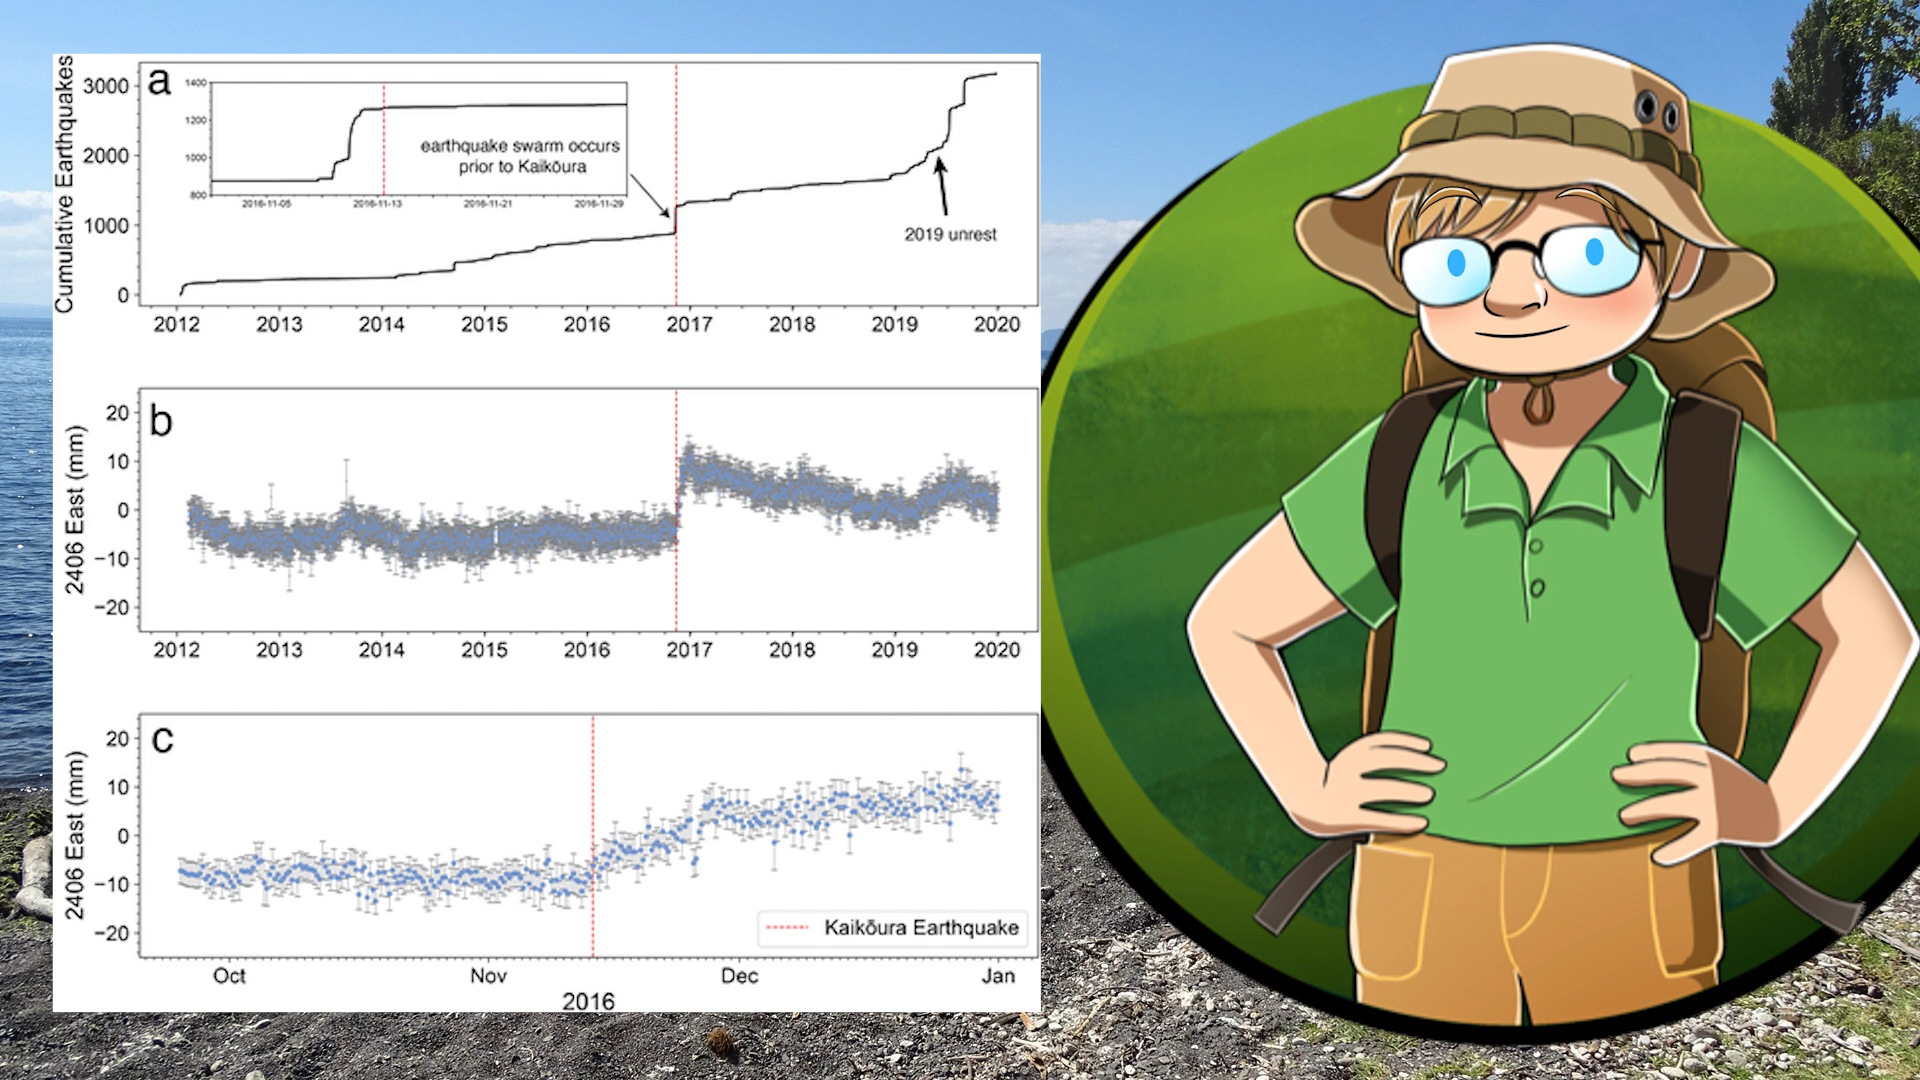 a
Cumulative Earthquakes
3000
2000
1000
0
1400
1200
1000
800
2016-11-05
2016-11-13
2016-11-21
2016-11-29
earthquake swarm occurs
prior to Kaikōura
2019 unrest
2012 2013 2014 2015 2016 2017 2018 2019 2020
b
2406 East (mm)
20
10
0
−10
−20
2012 2013 2014 2015 2016 2017 2018 2019 2020
c
2406 East (mm)
20
10
0
−10
−20
Kaikōura Earthquake
Oct Nov Dec Jan
2016